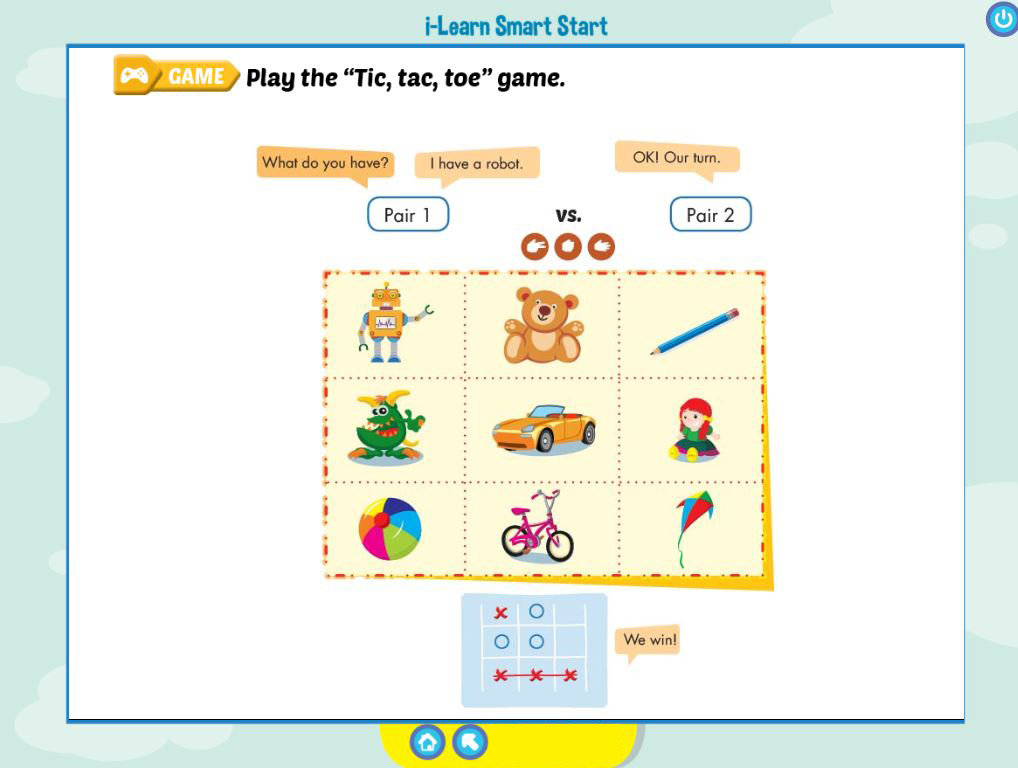 i-Learn Smart Start
GAME Play the “Tic, tac, toe” game.
What do you have?
I have a robot.
OK! Our turn.
Pair 1
vs.
Pair 2
x o
o o
x x x
We win!